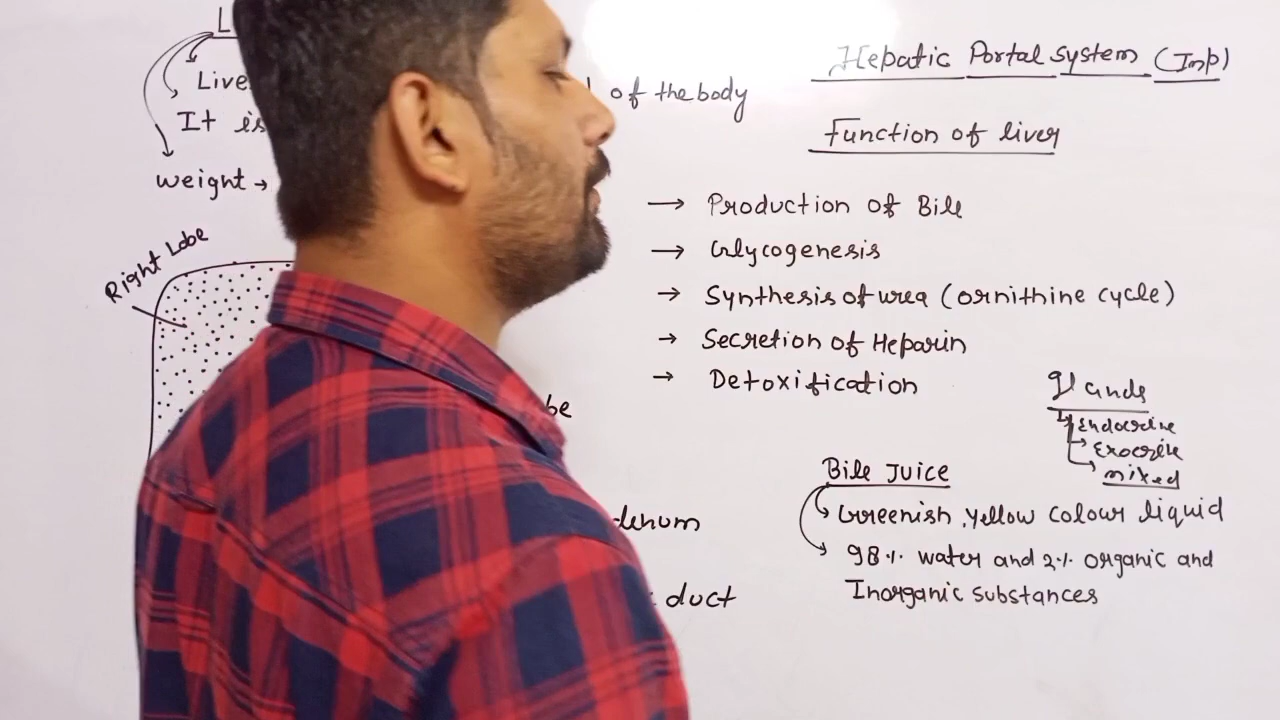 L
Live
It is
weight →
Right Lobe
of the body
be
duct
Hepatic Portal system (Imp)
Function of liver
→ Production of Bile
→ Glycogenesis
→ Synthesis of urea (ornithine cycle)
→ Secretion of Heparin
→ Detoxification
Glands
Endocrine
Exocrine
mixed
Bile Juice
Greenish, yellow colour liquid
98% water and 2% organic and
Inorganic substances